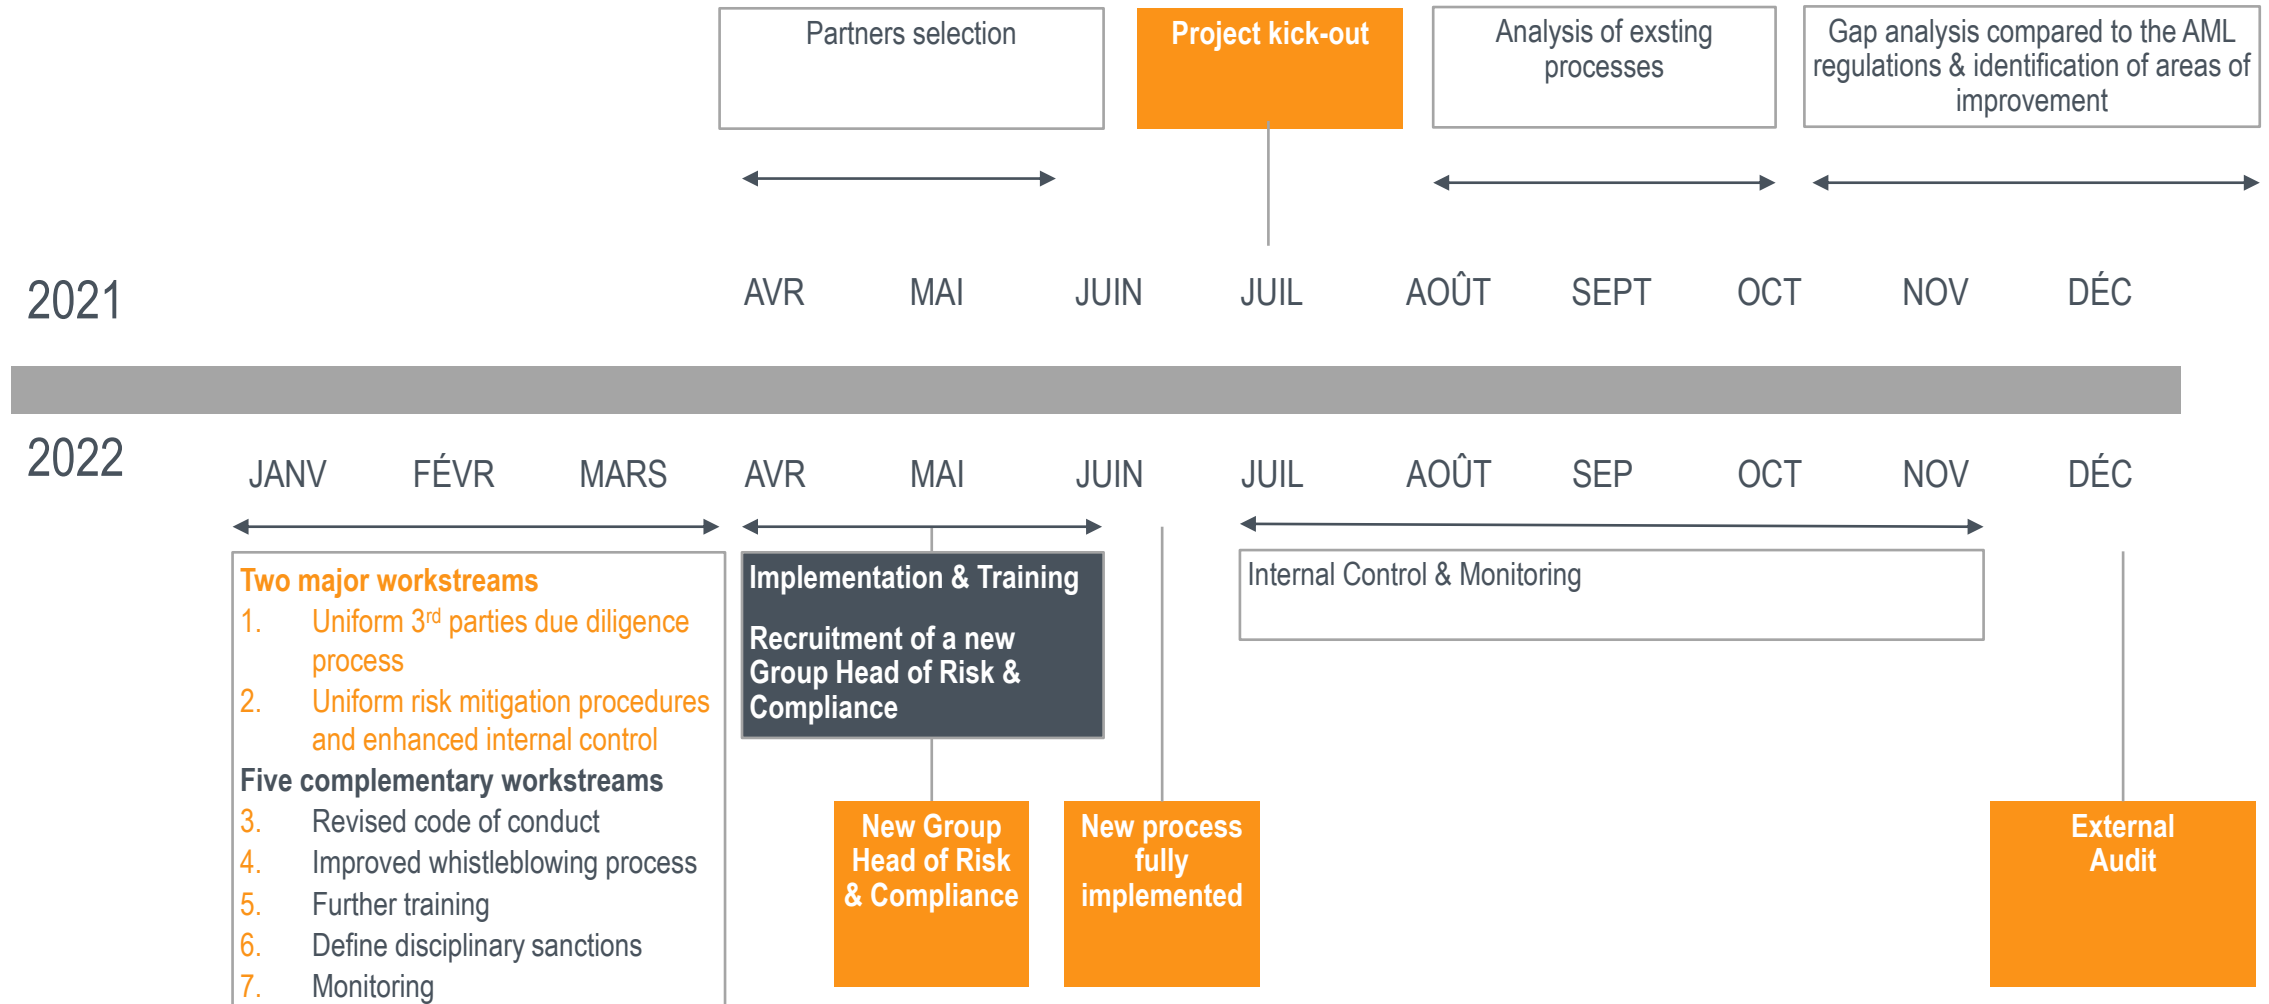 Partners selection
Project kick-out
Analysis of exsting
processes
Gap analysis compared to the AML
regulations & identification of areas of
improvement
2021
AVR MAI JUIN JUIL AOÛT SEPT OCT NOV DÉC
2022
JANV FÉVR MARS AVR MAI JUIN JUIL AOÛT SEP OCT NOV DÉC
Two major workstreams
1. Uniform 3rd parties due diligence
process
2. Uniform risk mitigation procedures
and enhanced internal control
Five complementary workstreams
3. Revised code of conduct
4. Improved whistleblowing process
5. Further training
6. Define disciplinary sanctions
7. Monitoring
Implementation & Training
Recruitment of a new
Group Head of Risk &
Compliance
Internal Control & Monitoring
New Group
Head of Risk
& Compliance
New process
fully
implemented
External
Audit